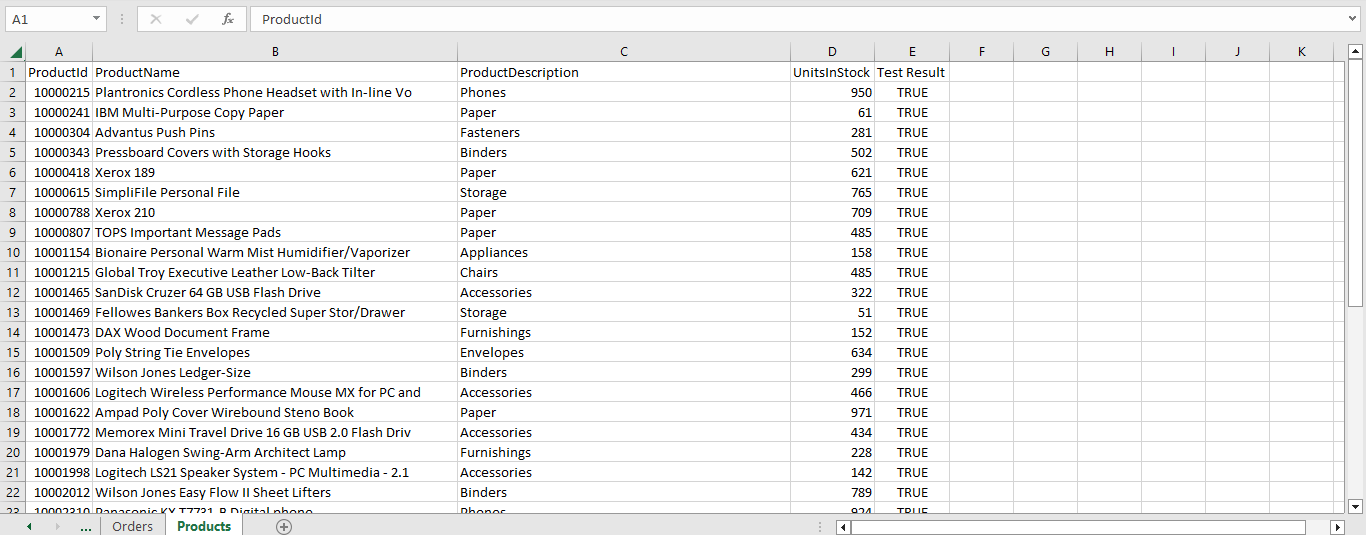 A1 fx ProductId
A B C D E F G H I J K
1 ProductId ProductName ProductDescription UnitsInStock Test Result
2 10000215 Plantronics Cordless Phone Headset with In-line Vo Phones 950 TRUE
3 10000241 IBM Multi-Purpose Copy Paper Paper 61 TRUE
4 10000304 Advantus Push Pins Fasteners 281 TRUE
5 10000343 Pressboard Covers with Storage Hooks Binders 502 TRUE
6 10000418 Xerox 189 Paper 621 TRUE
7 10000615 SimpliFile Personal File Storage 765 TRUE
8 10000788 Xerox 210 Paper 709 TRUE
9 10000807 TOPS Important Message Pads Paper 485 TRUE
10 10001154 Bionaire Personal Warm Mist Humidifier/Vaporizer Appliances 158 TRUE
11 10001215 Global Troy Executive Leather Low-Back Tilter Chairs 485 TRUE
12 10001465 SanDisk Cruzer 64 GB USB Flash Drive Accessories 322 TRUE
13 10001469 Fellowes Bankers Box Recycled Super Stor/Drawer Storage 51 TRUE
14 10001473 DAX Wood Document Frame Furnishings 152 TRUE
15 10001509 Poly String Tie Envelopes Envelopes 634 TRUE
16 10001597 Wilson Jones Ledger-Size Binders 299 TRUE
17 10001606 Logitech Wireless Performance Mouse MX for PC and Accessories 466 TRUE
18 10001622 Ampad Poly Cover Wirebound Steno Book Paper 971 TRUE
19 10001772 Memorex Mini Travel Drive 16 GB USB 2.0 Flash Driv Accessories 434 TRUE
20 10001979 Dana Halogen Swing-Arm Architect Lamp Furnishings 228 TRUE
21 10001998 Logitech LS21 Speaker System - PC Multimedia - 2.1 Accessories 142 TRUE
22 10002012 Wilson Jones Easy Flow II Sheet Lifters Binders 789 TRUE
23 10002310 Panasonic KX T7731-B Digital phone Phones 924 TRUE
... Orders Products